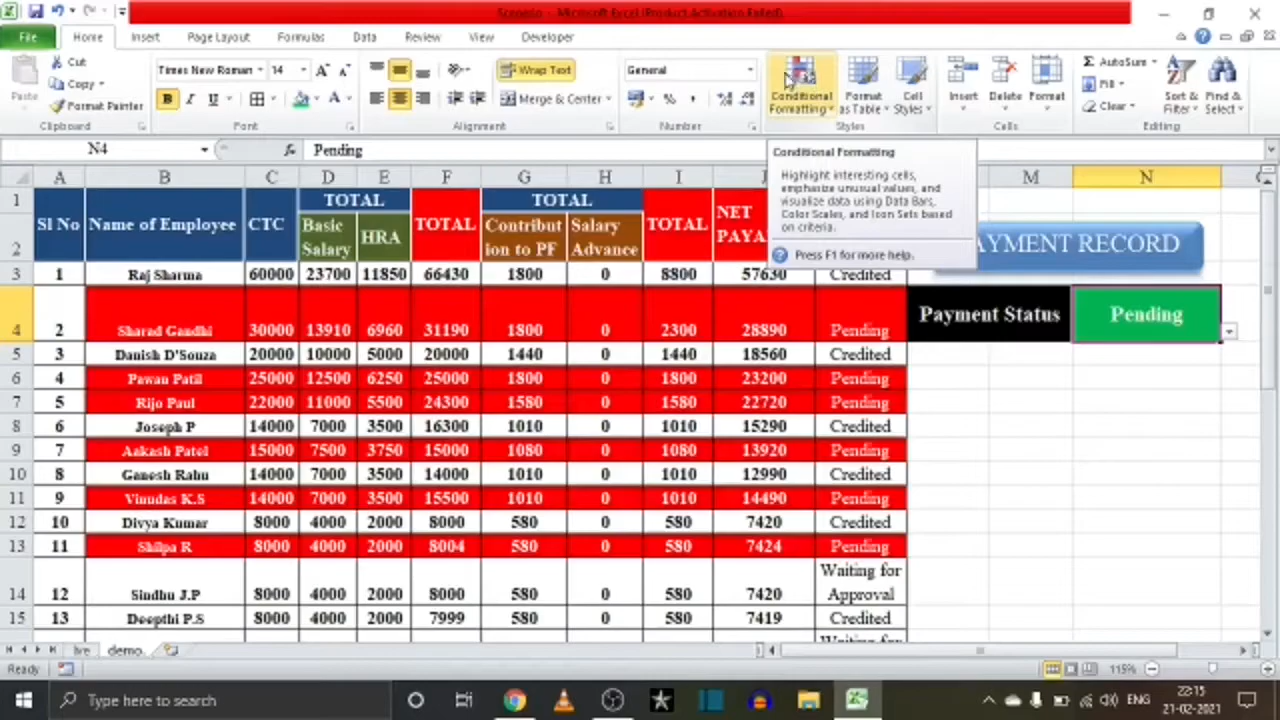 Scenario - Microsoft Excel (Product Activation Failed)
File Home Insert Page Layout Formulas Data Review View Developer
Paste Cut Copy Format Painter Clipboard
Times New Roman 14 B I U A Font
Wrap Text Merge & Center Alignment
General % , Number
Conditional Formatting Format as Table Cell Styles Styles
Insert Delete Format Cells
AutoSum Fill Clear Sort & Filter Find & Select Editing
N4 fx Pending
Conditional Formatting
Highlight interesting cells,
emphasize unusual values, and
visualize data using Data Bars,
Color Scales, and Icon Sets based
on criteria.
Press F1 for more help.
A B C D E F G H I J M N
1 Sl No Name of Employee CTC TOTAL TOTAL TOTAL TOTAL NET
2 Basic Salary HRA Contribut ion to PF Salary Advance
AYMENT RECORD
3 1 Raj Sharma 60000 23700 11850 66430 1800 0 8800 57630 Credited
4 2 Sharad Gandhi 30000 13910 6960 31190 1800 0 2300 28890 Pending Payment Status Pending
5 3 Danish D'Souza 20000 10000 5000 20000 1440 0 1440 18560 Credited
6 4 Pawan Patil 25000 12500 6250 25000 1800 0 1800 23200 Pending
7 5 Rijo Paul 22000 11000 5500 24300 1580 0 1580 22720 Pending
8 6 Joseph P 14000 7000 3500 16300 1010 0 1010 15290 Credited
9 7 Aakash Patel 15000 7500 3750 15000 1080 0 1080 13920 Pending
10 8 Ganesh Rahu 14000 7000 3500 14000 1010 0 1010 12990 Credited
11 9 Vinudas K.S 14000 7000 3500 15500 1010 0 1010 14490 Pending
12 10 Divya Kumar 8000 4000 2000 8000 580 0 580 7420 Credited
13 11 Shilpa R 8000 4000 2000 8004 580 0 580 7424 Pending
14 12 Sindhu J.P 8000 4000 2000 8000 580 0 580 7420 Waiting for Approval
15 13 Deepthi P.S 8000 4000 2000 7999 580 0 580 7419 Credited
Waiting for
demo.
Ready 115%
Type here to search ENG 22:15
21-02-2021